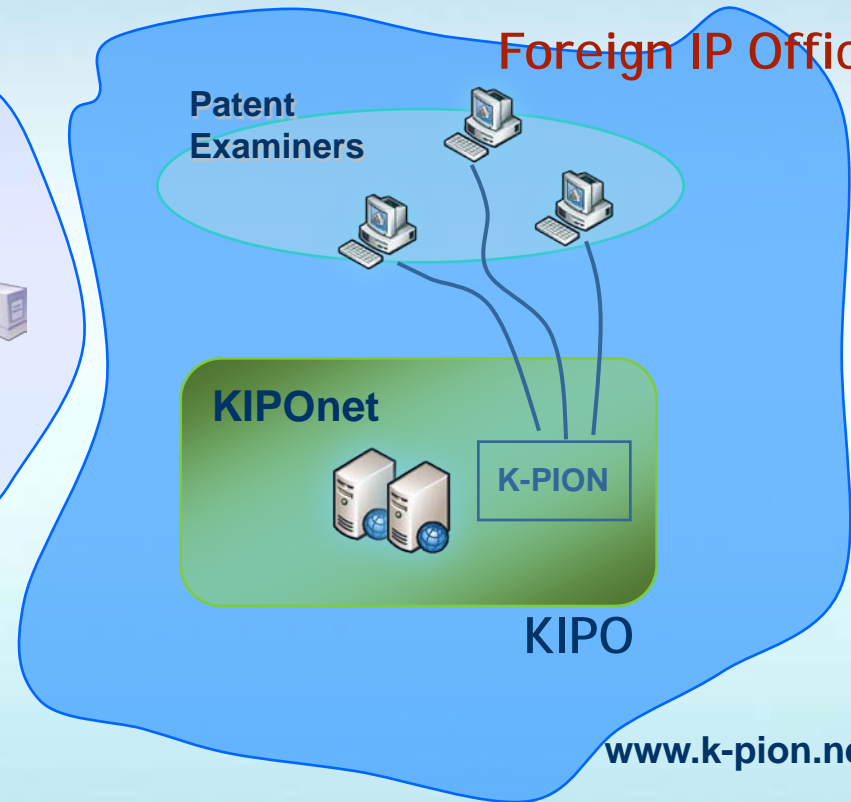 Foreign IP Offic
Patent
Examiners
KIPOnet
K-PION
KIPO
www.k-pion.ne